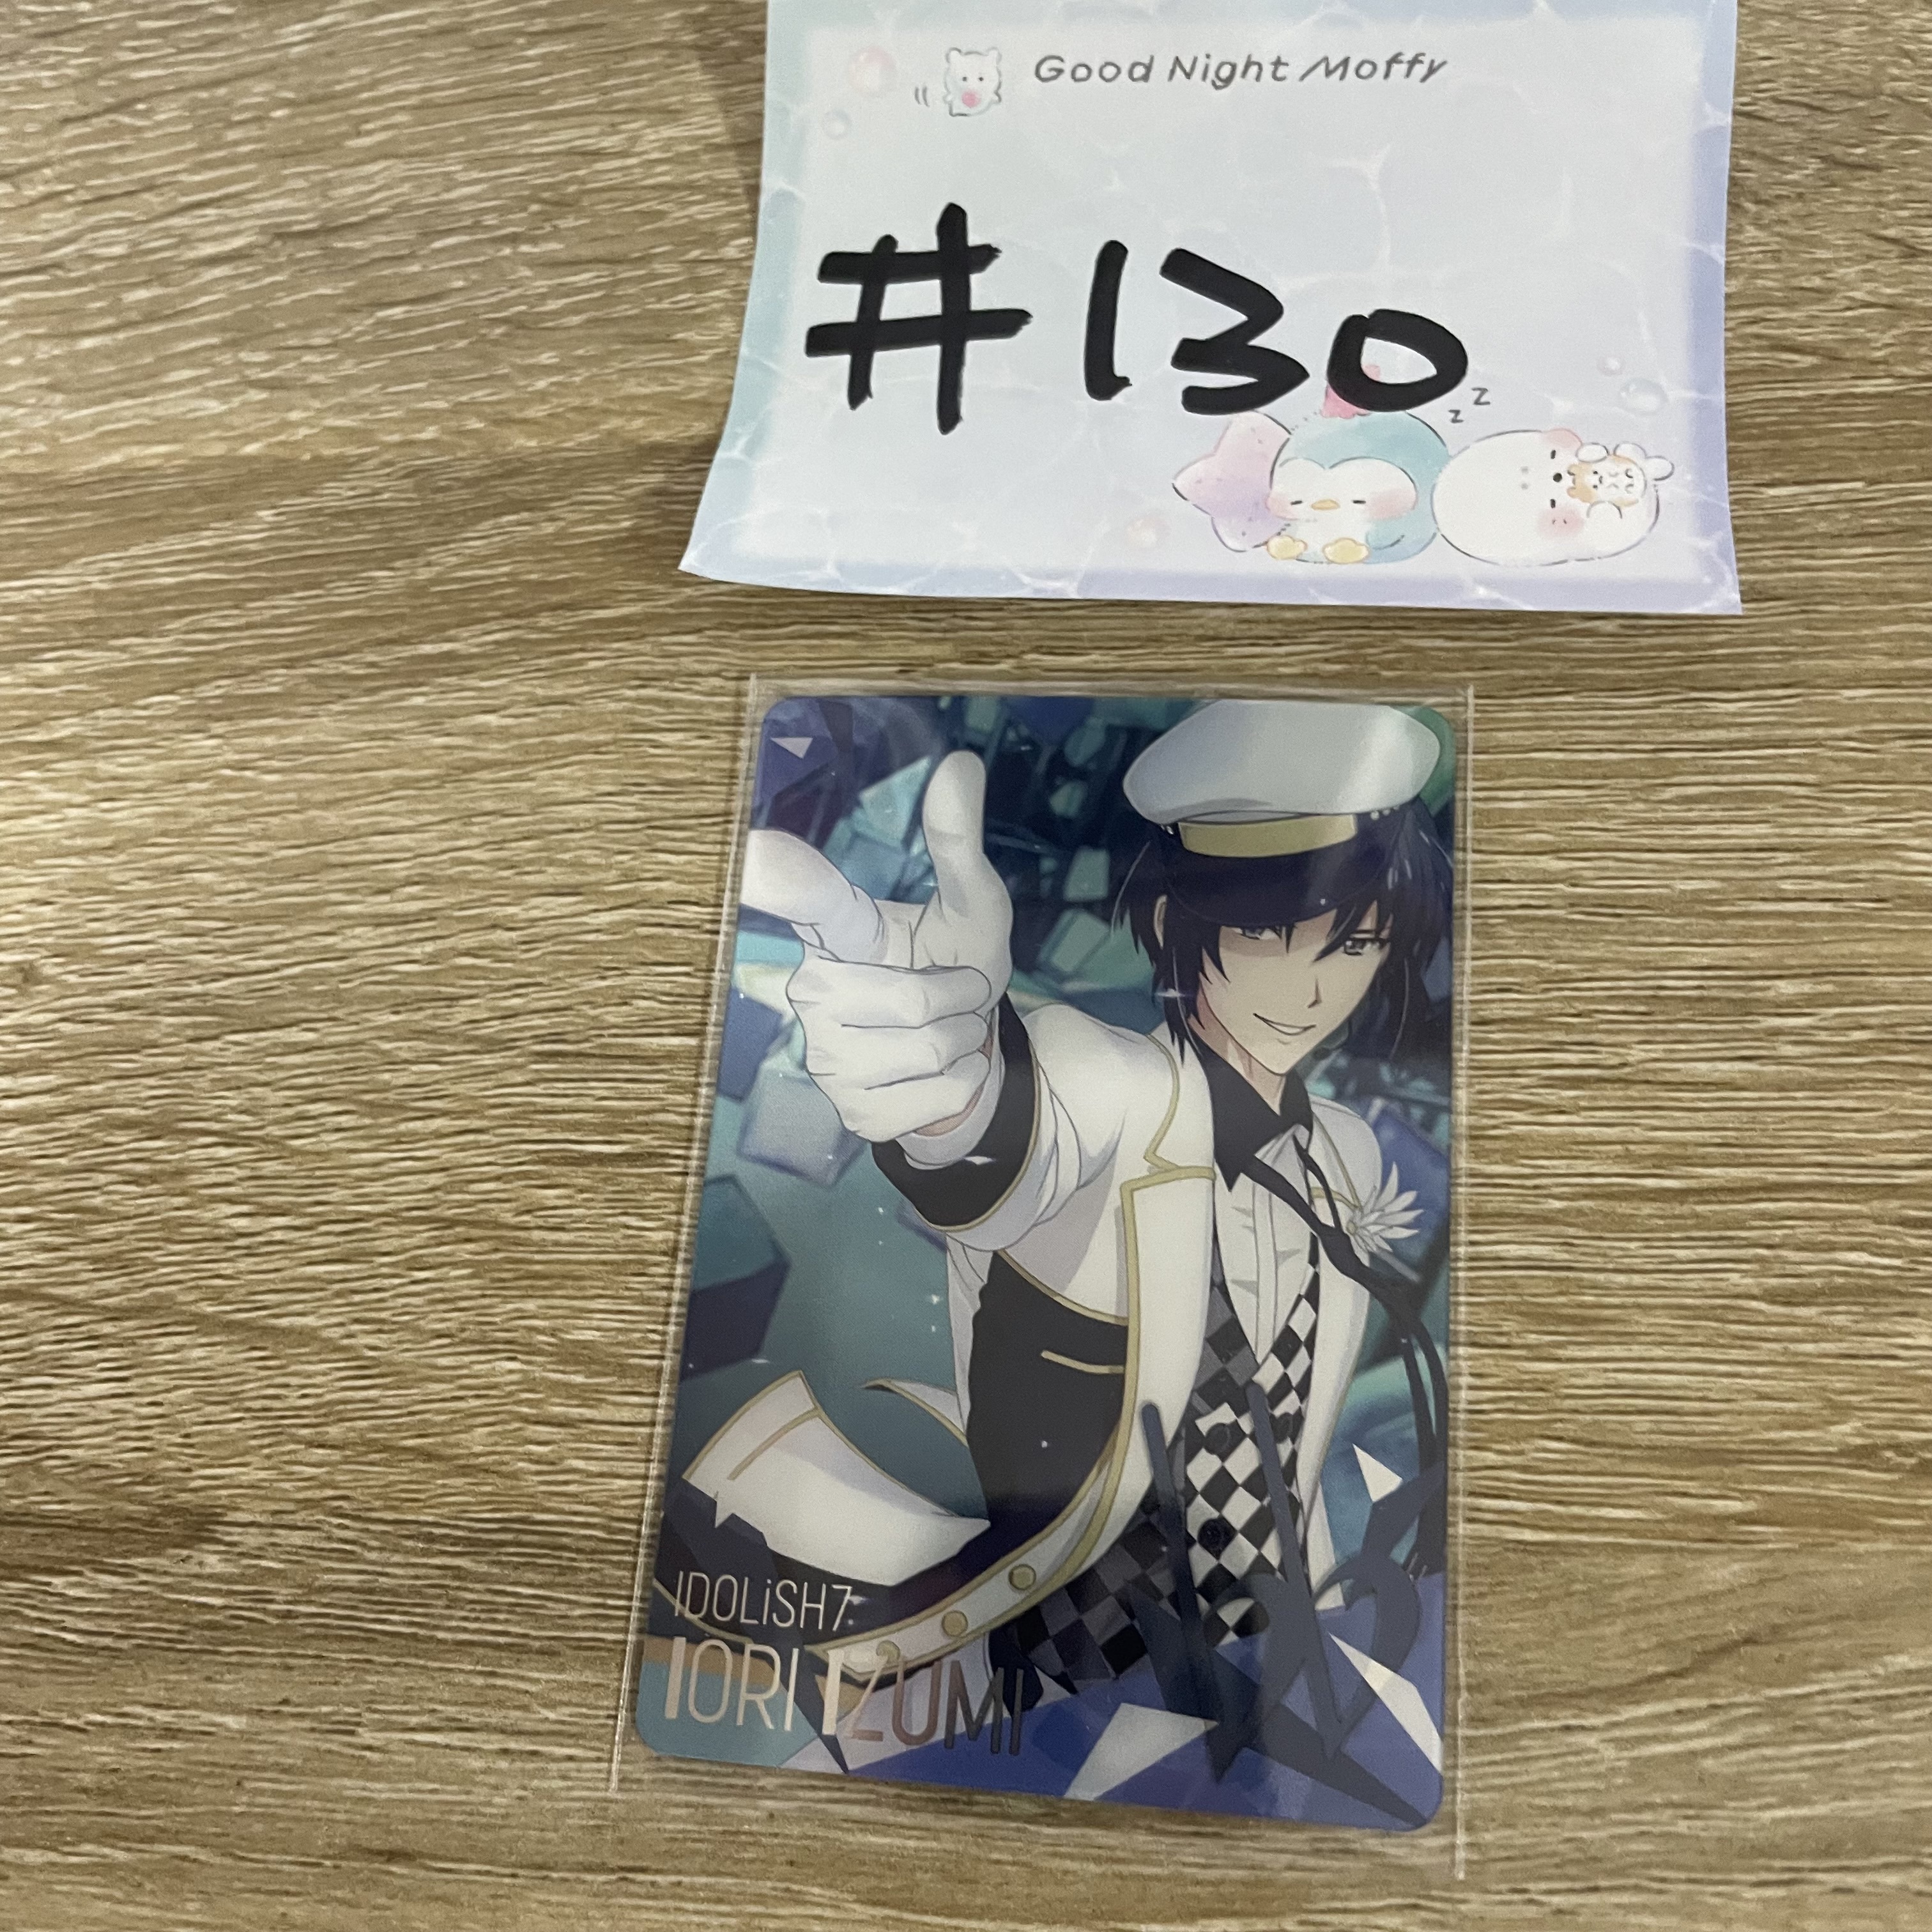 Good Night Moffy
#130
z
z
IDOLiSH7
IORI IZUMI